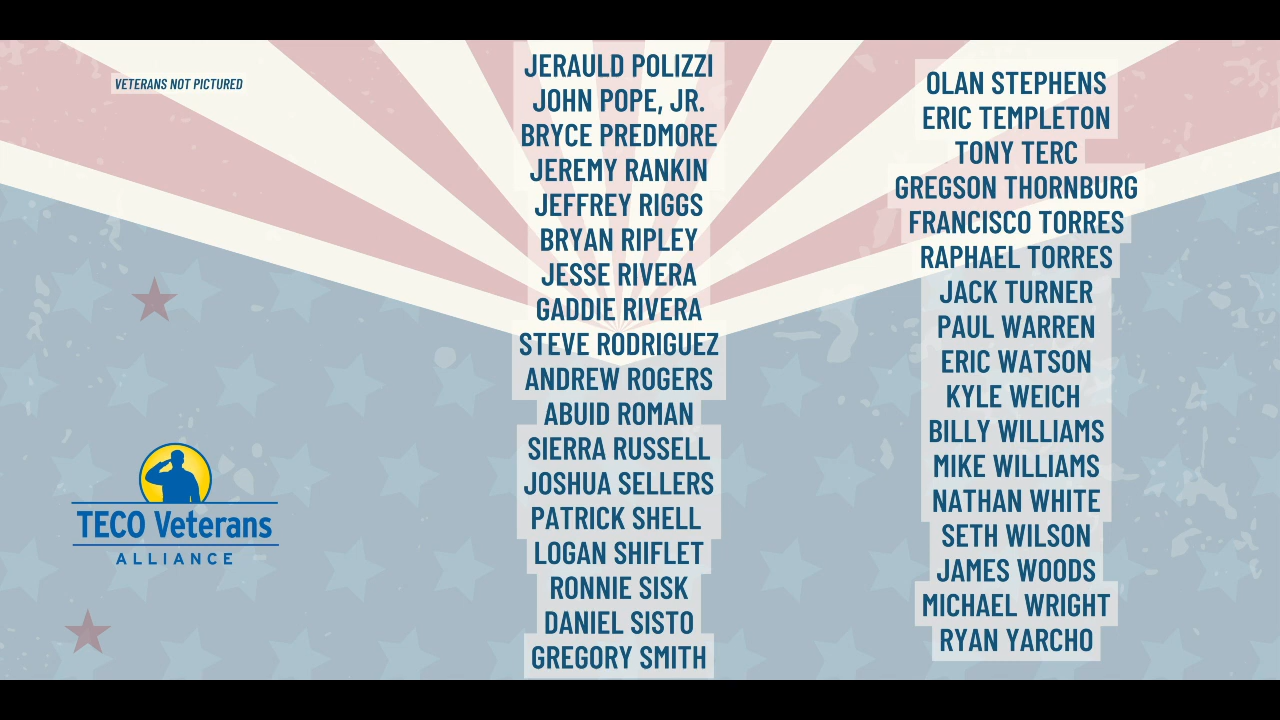 VETERANS NOT PICTURED
JERAULD POLIZZI
JOHN POPE, JR.
BRYCE PREDMORE
JEREMY RANKIN
JEFFREY RIGGS
BRYAN RIPLEY
JESSE RIVERA
GADDIE RIVERA
STEVE RODRIGUEZ
ANDREW ROGERS
ABUID ROMAN
SIERRA RUSSELL
JOSHUA SELLERS
PATRICK SHELL
LOGAN SHIFLET
RONNIE SISK
DANIEL SISTO
GREGORY SMITH
OLAN STEPHENS
ERIC TEMPLETON
TONY TERC
GREGSON THORNBURG
FRANCISCO TORRES
RAPHAEL TORRES
JACK TURNER
PAUL WARREN
ERIC WATSON
KYLE WEICH
BILLY WILLIAMS
MIKE WILLIAMS
NATHAN WHITE
SETH WILSON
JAMES WOODS
MICHAEL WRIGHT
RYAN YARCHO
TECO Veterans
ALLIANCE